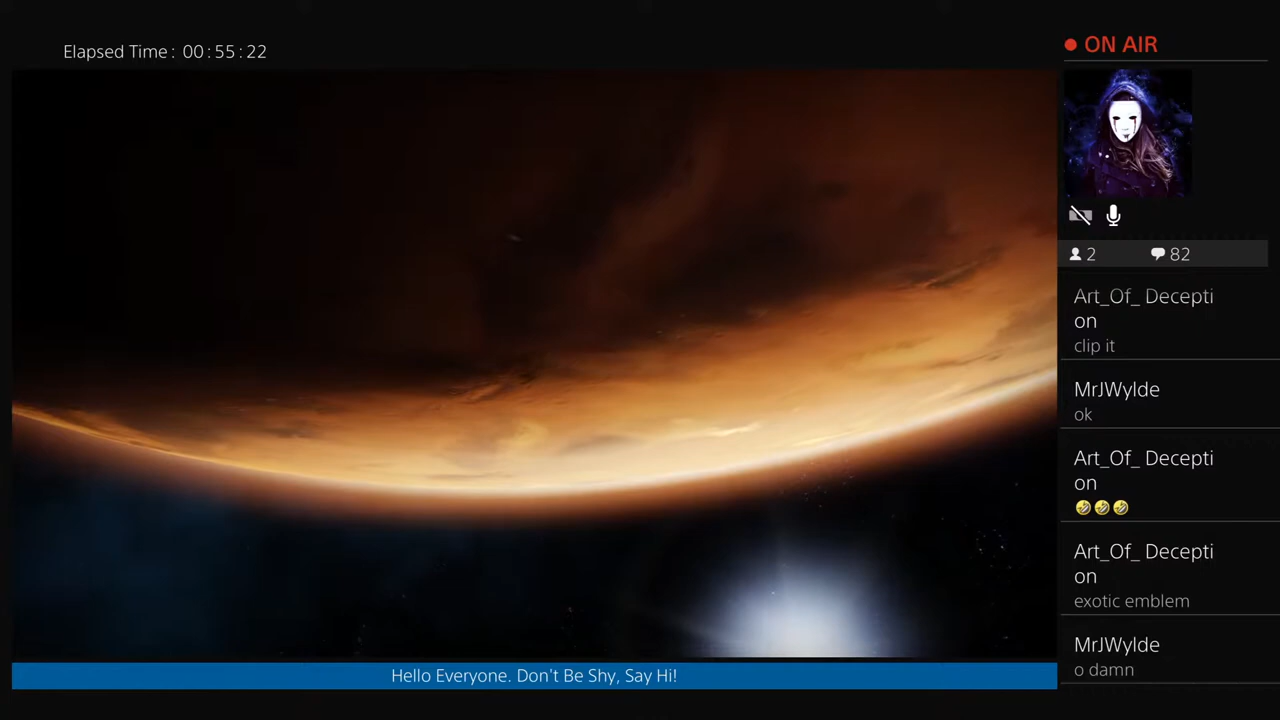 Elapsed Time: 00:55:22
ON AIR
2 82
Art_Of_ Decepti
on
clip it
MrJWylde
ok
Art_Of_ Decepti
on
🤣🤣🤣
Art_Of_ Decepti
on
exotic emblem
MrJWylde
o damn
Hello Everyone. Don't Be Shy, Say Hi!